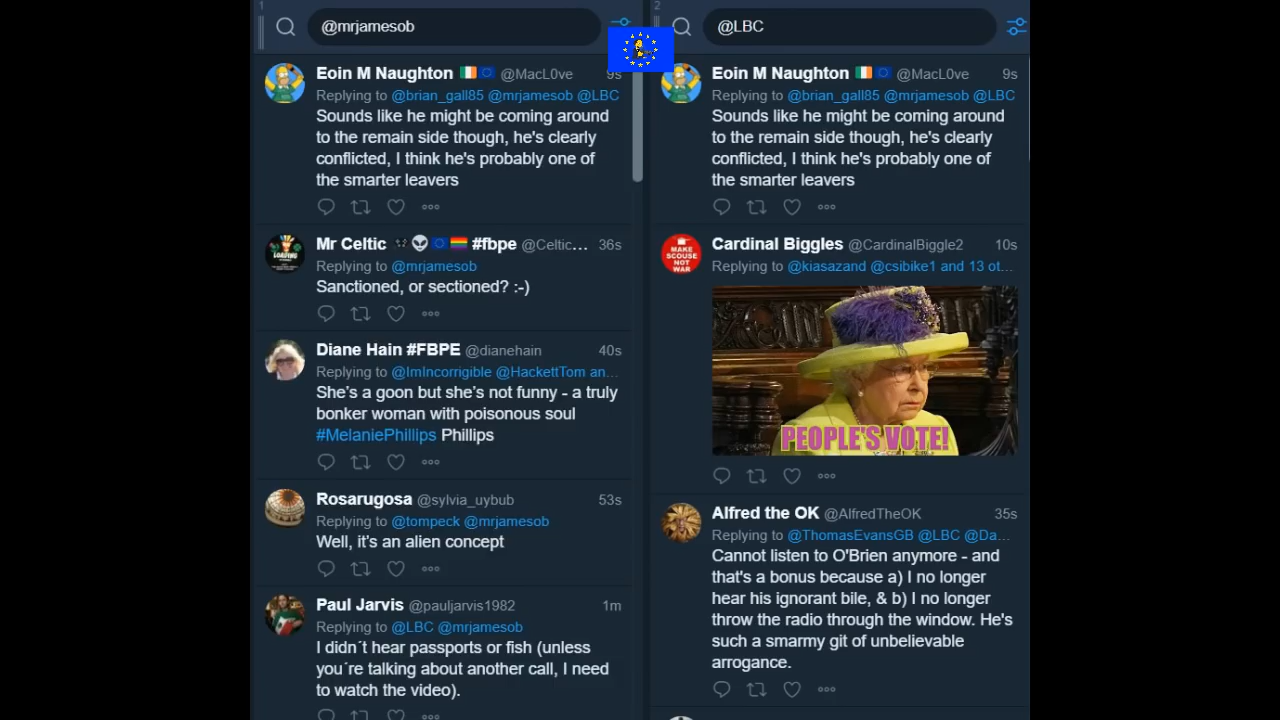 1
@mrjamesob
Eoin M Naughton @MacL0ve 9s
Replying to @brian_gall85 @mrjamesob @LBC
Sounds like he might be coming around
to the remain side though, he's clearly
conflicted, I think he's probably one of
the smarter leavers
Mr Celtic #fbpe @Celtic... 36s
Replying to @mrjamesob
Sanctioned, or sectioned? :-)
Diane Hain #FBPE @dianehain 40s
Replying to @ImIncorrigible @HackettTom an...
She's a goon but she's not funny - a truly
bonker woman with poisonous soul
#MelaniePhillips Phillips
Rosarugosa @sylvia_uybub 53s
Replying to @tompeck @mrjamesob
Well, it's an alien concept
Paul Jarvis @pauljarvis1982 1m
Replying to @LBC @mrjamesob
I didn´t hear passports or fish (unless
you´re talking about another call, I need
to watch the video).
2
@LBC
Eoin M Naughton @MacL0ve 9s
Replying to @brian_gall85 @mrjamesob @LBC
Sounds like he might be coming around
to the remain side though, he's clearly
conflicted, I think he's probably one of
the smarter leavers
MAKE
SCOUSE
NOT
WAR
Cardinal Biggles @CardinalBiggle2 10s
Replying to @kiasazand @csibike1 and 13 ot...
PEOPLE'S VOTE!
Alfred the OK @AlfredTheOK 35s
Replying to @ThomasEvansGB @LBC @Da...
Cannot listen to O'Brien anymore - and
that's a bonus because a) I no longer
hear his ignorant bile, & b) I no longer
throw the radio through the window. He's
such a smarmy git of unbelievable
arrogance.